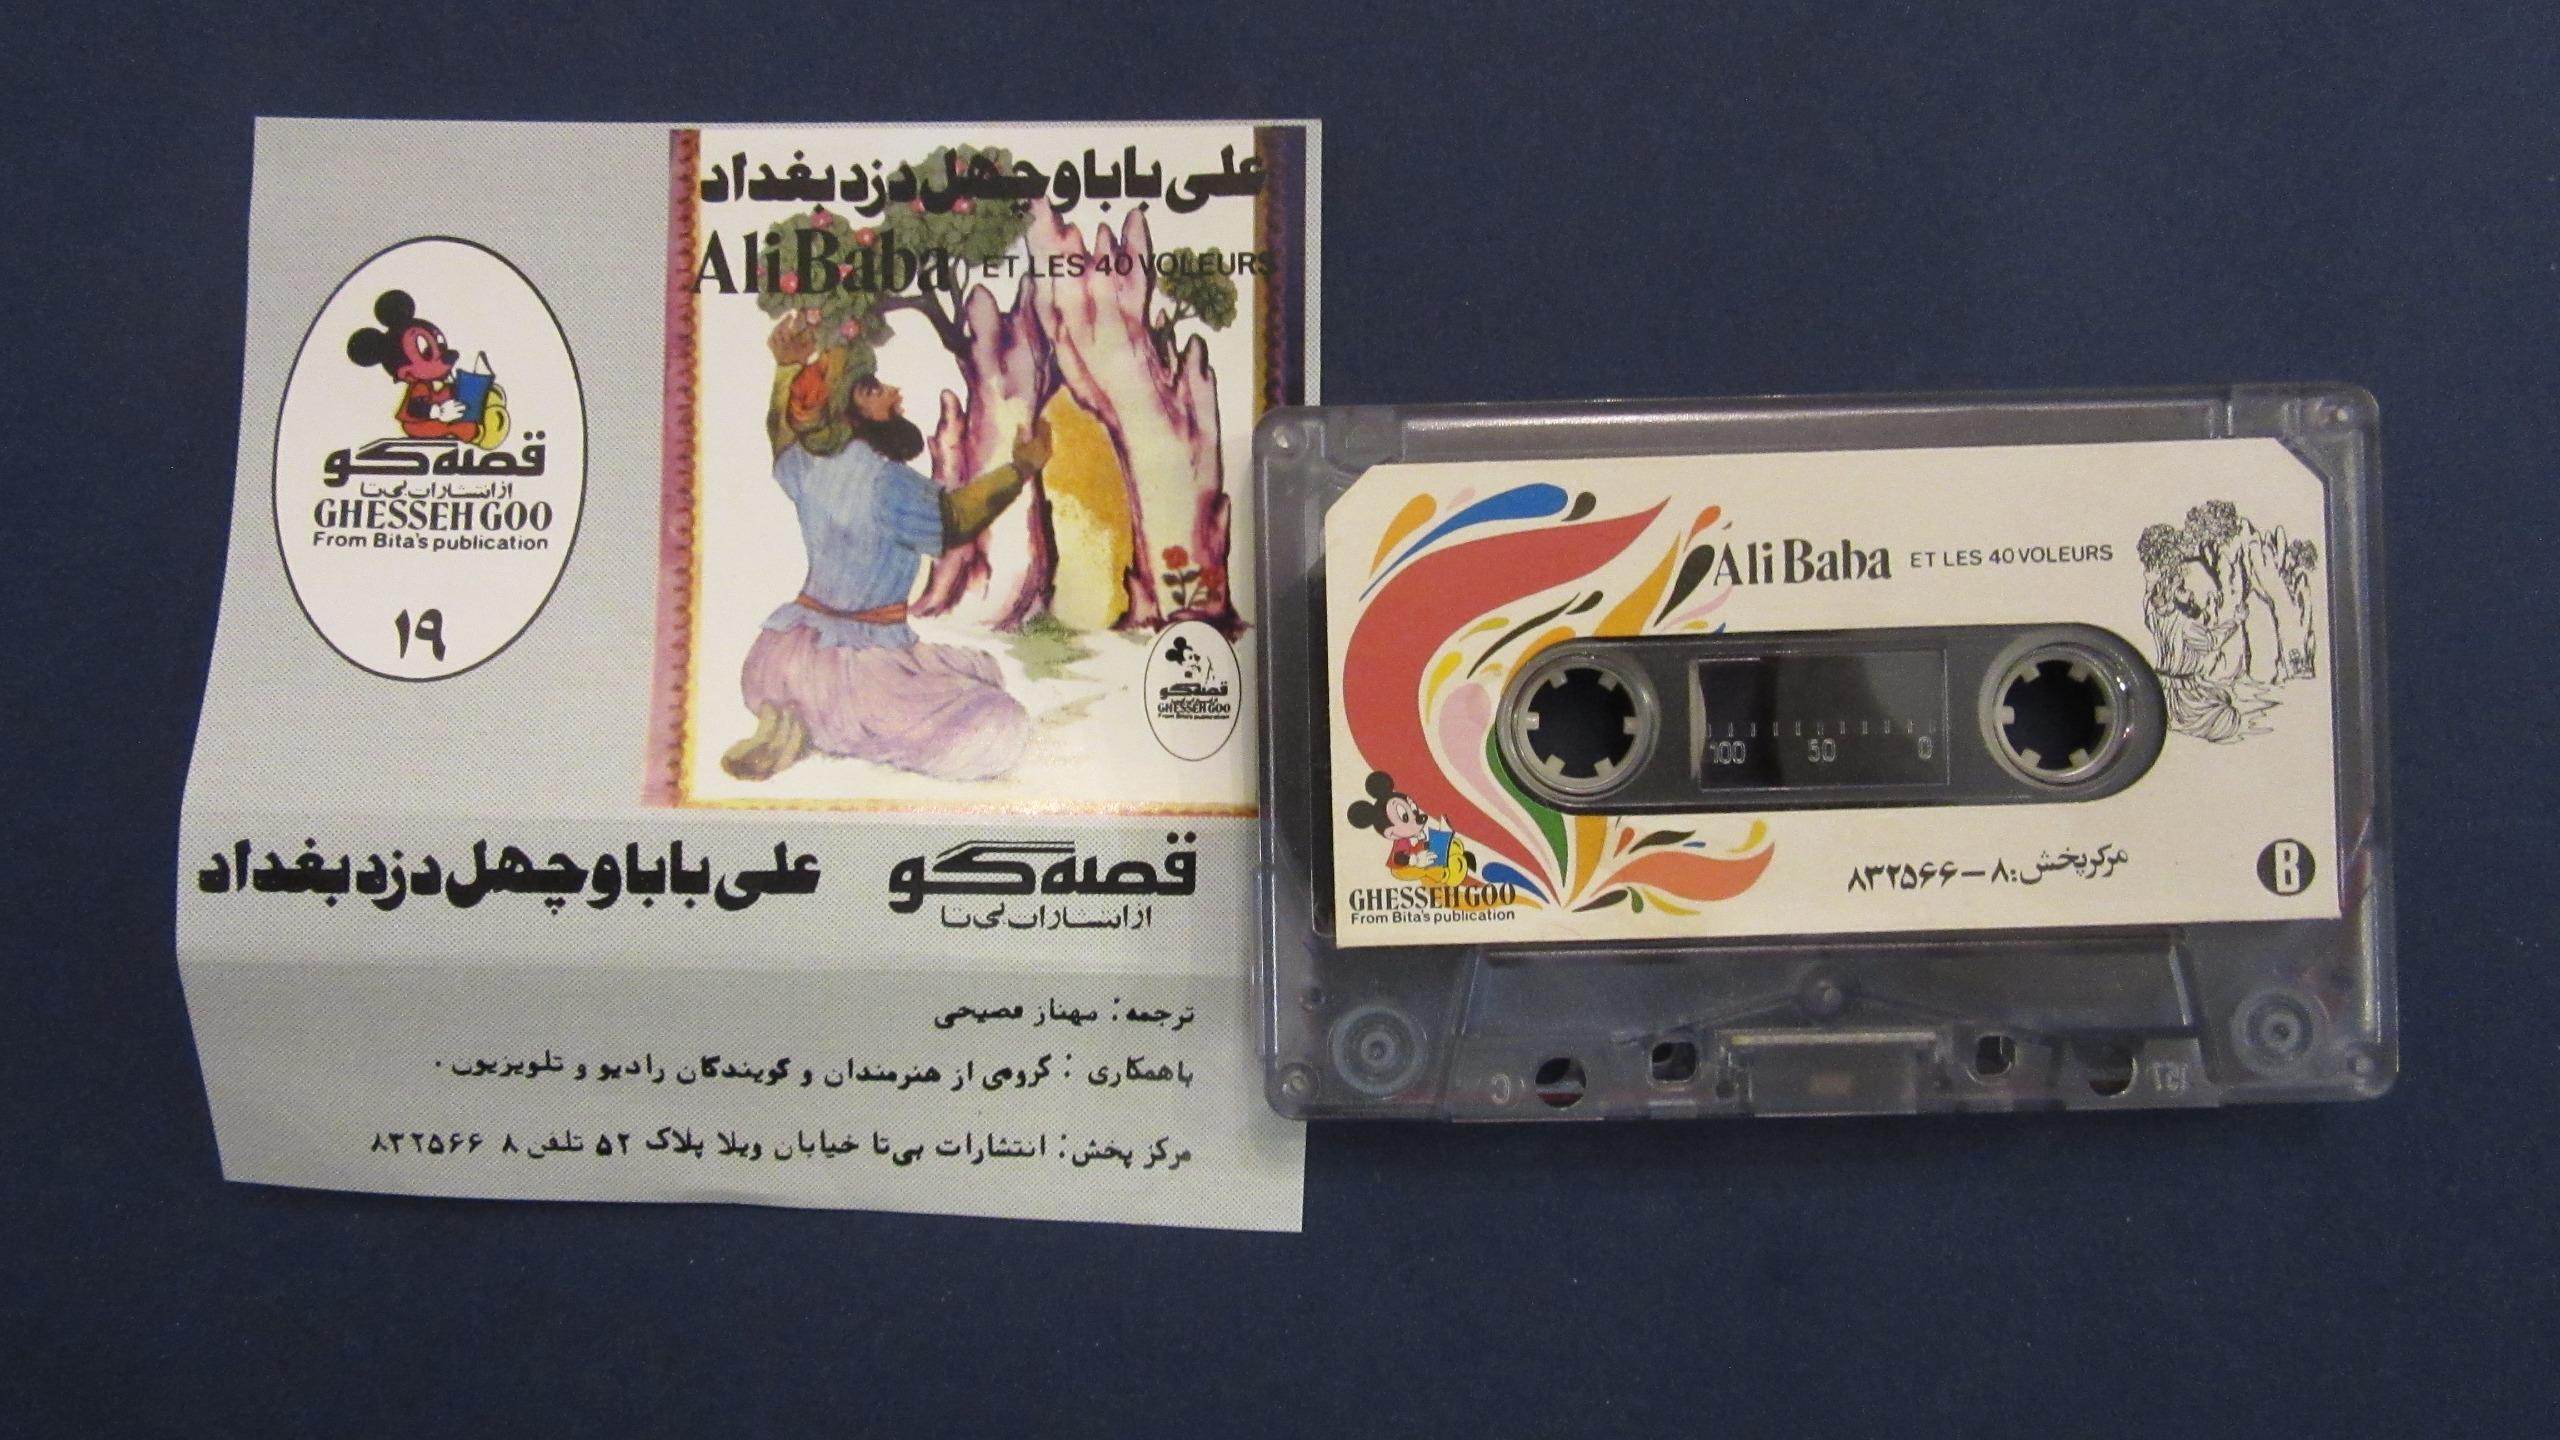 علی بابا و چهل دزد بغداد
Ali Baba ET LES 40 VOLEURS
قصه گو
از انتشارات بی تا
GHESSEH GOO
From Bita's publication
۱۹
قصه گو
GHESSEH GOO
From Bita's publication
قصه گو
از انتشارات بی تا
علی بابا و چهل دزد بغداد
ترجمه: مهناز فصیحی
باهمکاری: گروهی از هنرمندان و گویندگان رادیو و تلویزیون.
مرکز پخش: انتشارات بی‌تا خیابان ویلا پلاک ۵۲ تلفن ۸ ۸۳۲۵۶۶
Ali Baba ET LES 40 VOLEURS
100 50 0
GHESSEH GOO
From Bita's publication
مرکز پخش: ۸-۸۳۲۵۶۶
B